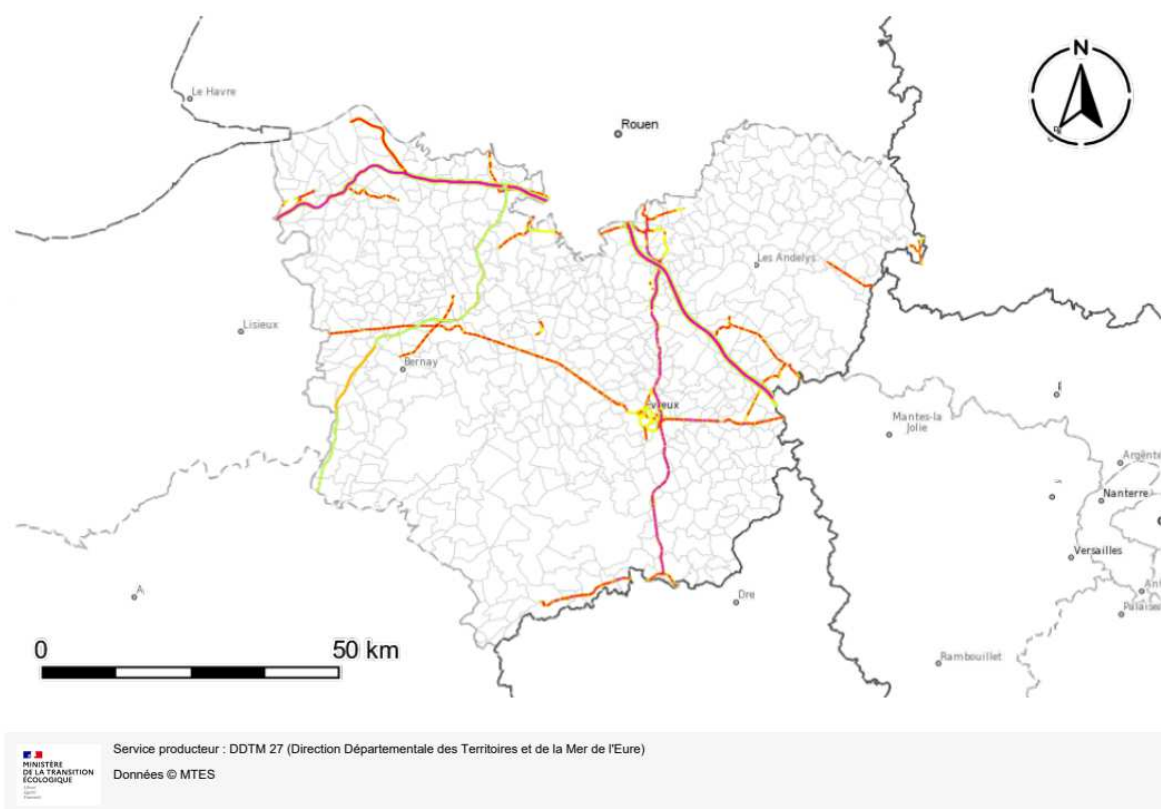 N
Le Havre
Rouen
Les Andelys
Lisieux
Bernay
vreux
Mantes-la
Jolie
Argente
Nanterre
Versailles
A
Ant
Palaise
Dre
Rambouillet
0 50 km
MINISTÈRE
DE LA TRANSITION
ÉCOLOGIQUE
Service producteur : DDTM 27 (Direction Départementale des Territoires et de la Mer de l'Eure)
Données © MTES